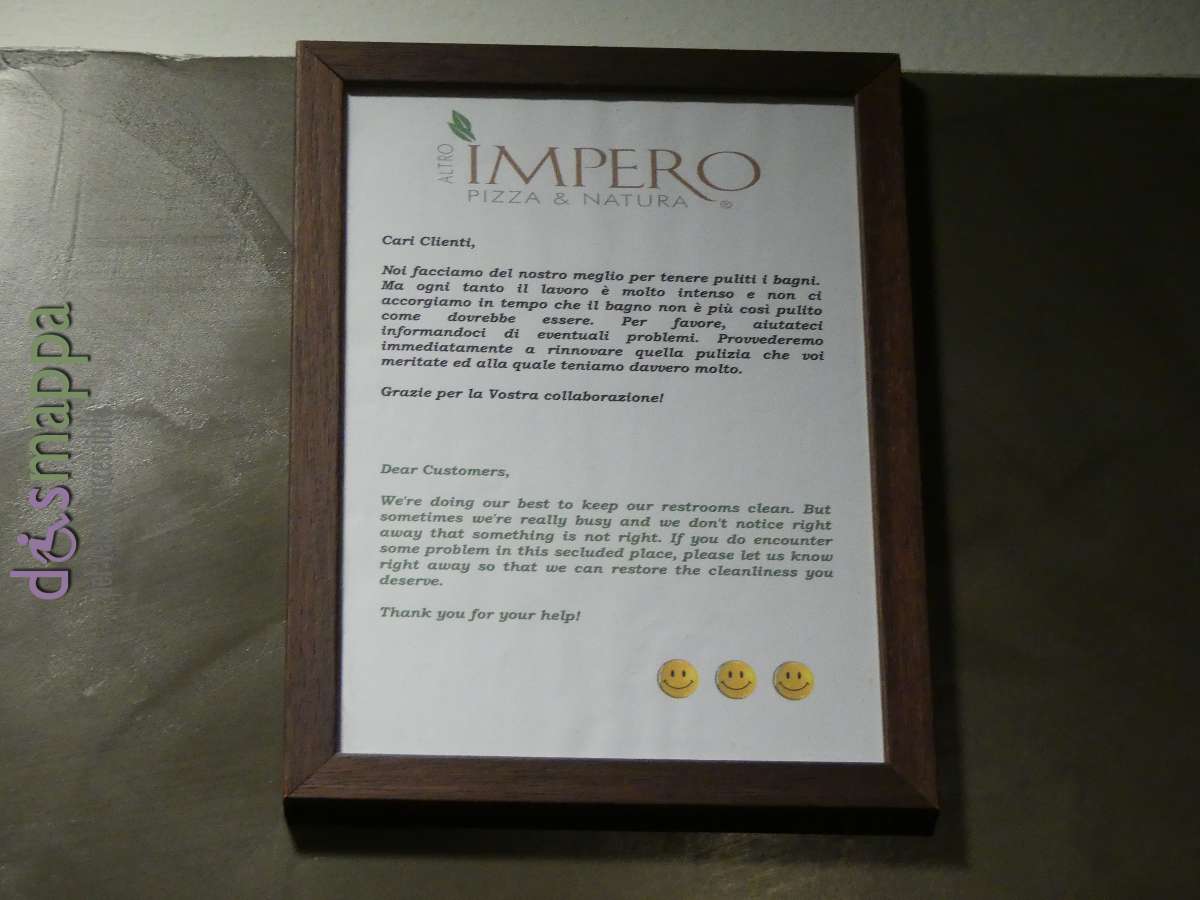 ALTRO
IMPERO
PIZZA & NATURA ®
Cari Clienti,
Noi facciamo del nostro meglio per tenere puliti i bagni.
Ma ogni tanto il lavoro è molto intenso e non ci
accorgiamo in tempo che il bagno non è più così pulito
come dovrebbe essere. Per favore, aiutateci
informandoci di eventuali problemi. Provvederemo
immediatamente a rinnovare quella pulizia che voi
meritate ed alla quale teniamo davvero molto.
Grazie per la Vostra collaborazione!
Dear Customers,
We're doing our best to keep our restrooms clean. But
sometimes we're really busy and we don't notice right
away that something is not right. If you do encounter
some problem in this secluded place, please let us know
right away so that we can restore the cleanliness you
deserve.
Thank you for your help!
dismappa